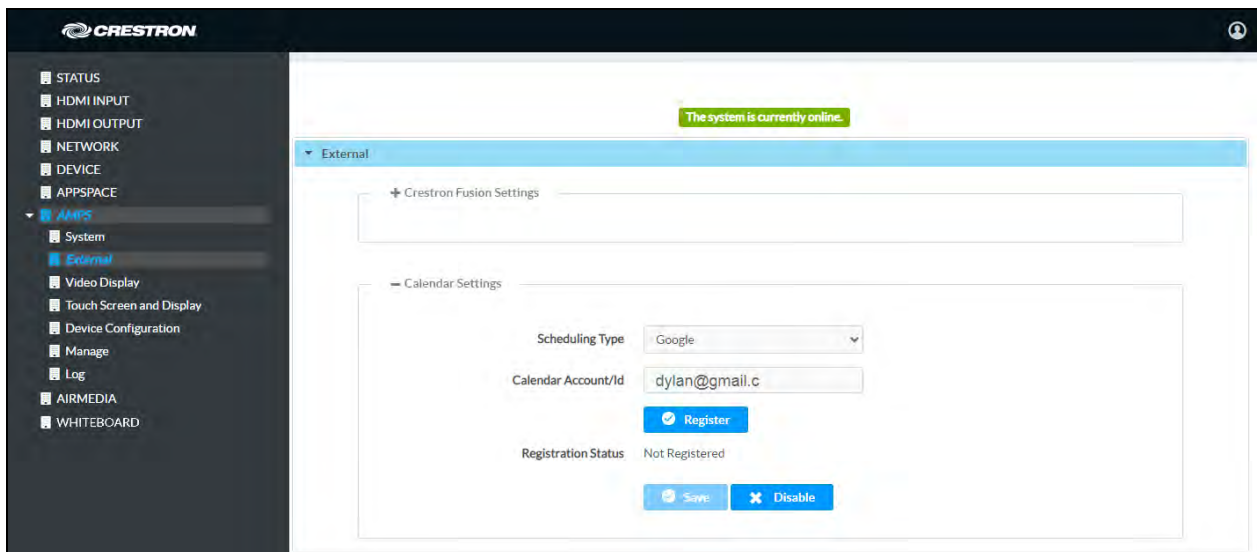 CRESTRON
STATUS
HDMI INPUT
HDMI OUTPUT
NETWORK
DEVICE
APPSPACE
AMPS
System
External
Video Display
Touch Screen and Display
Device Configuration
Manage
Log
AIRMEDIA
WHITEBOARD
The system is currently online.
External
Crestron Fusion Settings
Calendar Settings
Scheduling Type Google
Calendar Account/Id dylan@gmail.c
Register
Registration Status Not Registered
Save Disable